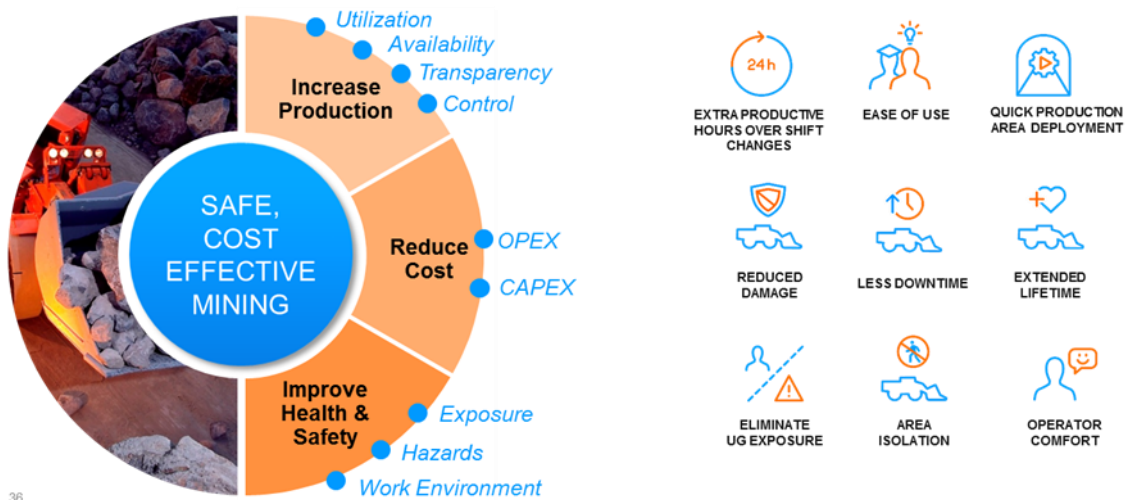 Utilization
Availability
Transparency
Control
Increase
Production
SAFE,
COST
EFFECTIVE
MINING
Reduce
Cost
OPEX
CAPEX
Improve
Health &
Safety
Exposure
Hazards
Work Environment
36
24h
EXTRA PRODUCTIVE
HOURS OVER SHIFT
CHANGES
EASE OF USE
QUICK PRODUCTION
AREA DEPLOYMENT
REDUCED
DAMAGE
LESS DOWNTIME
EXTENDED
LIFETIME
ELIMINATE
UG EXPOSURE
AREA
ISOLATION
OPERATOR
COMFORT